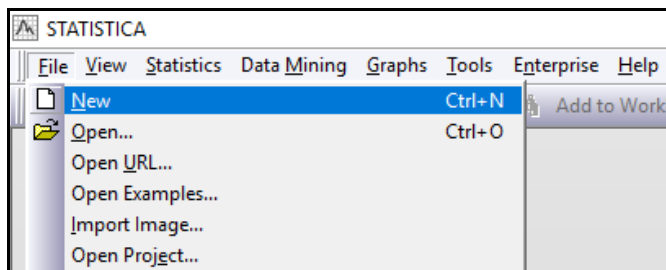 STATISTICA
File View Statistics Data Mining Graphs Tools Enterprise Help
New Ctrl+N Add to Work
Open... Ctrl+O
Open URL...
Open Examples...
Import Image...
Open Project...